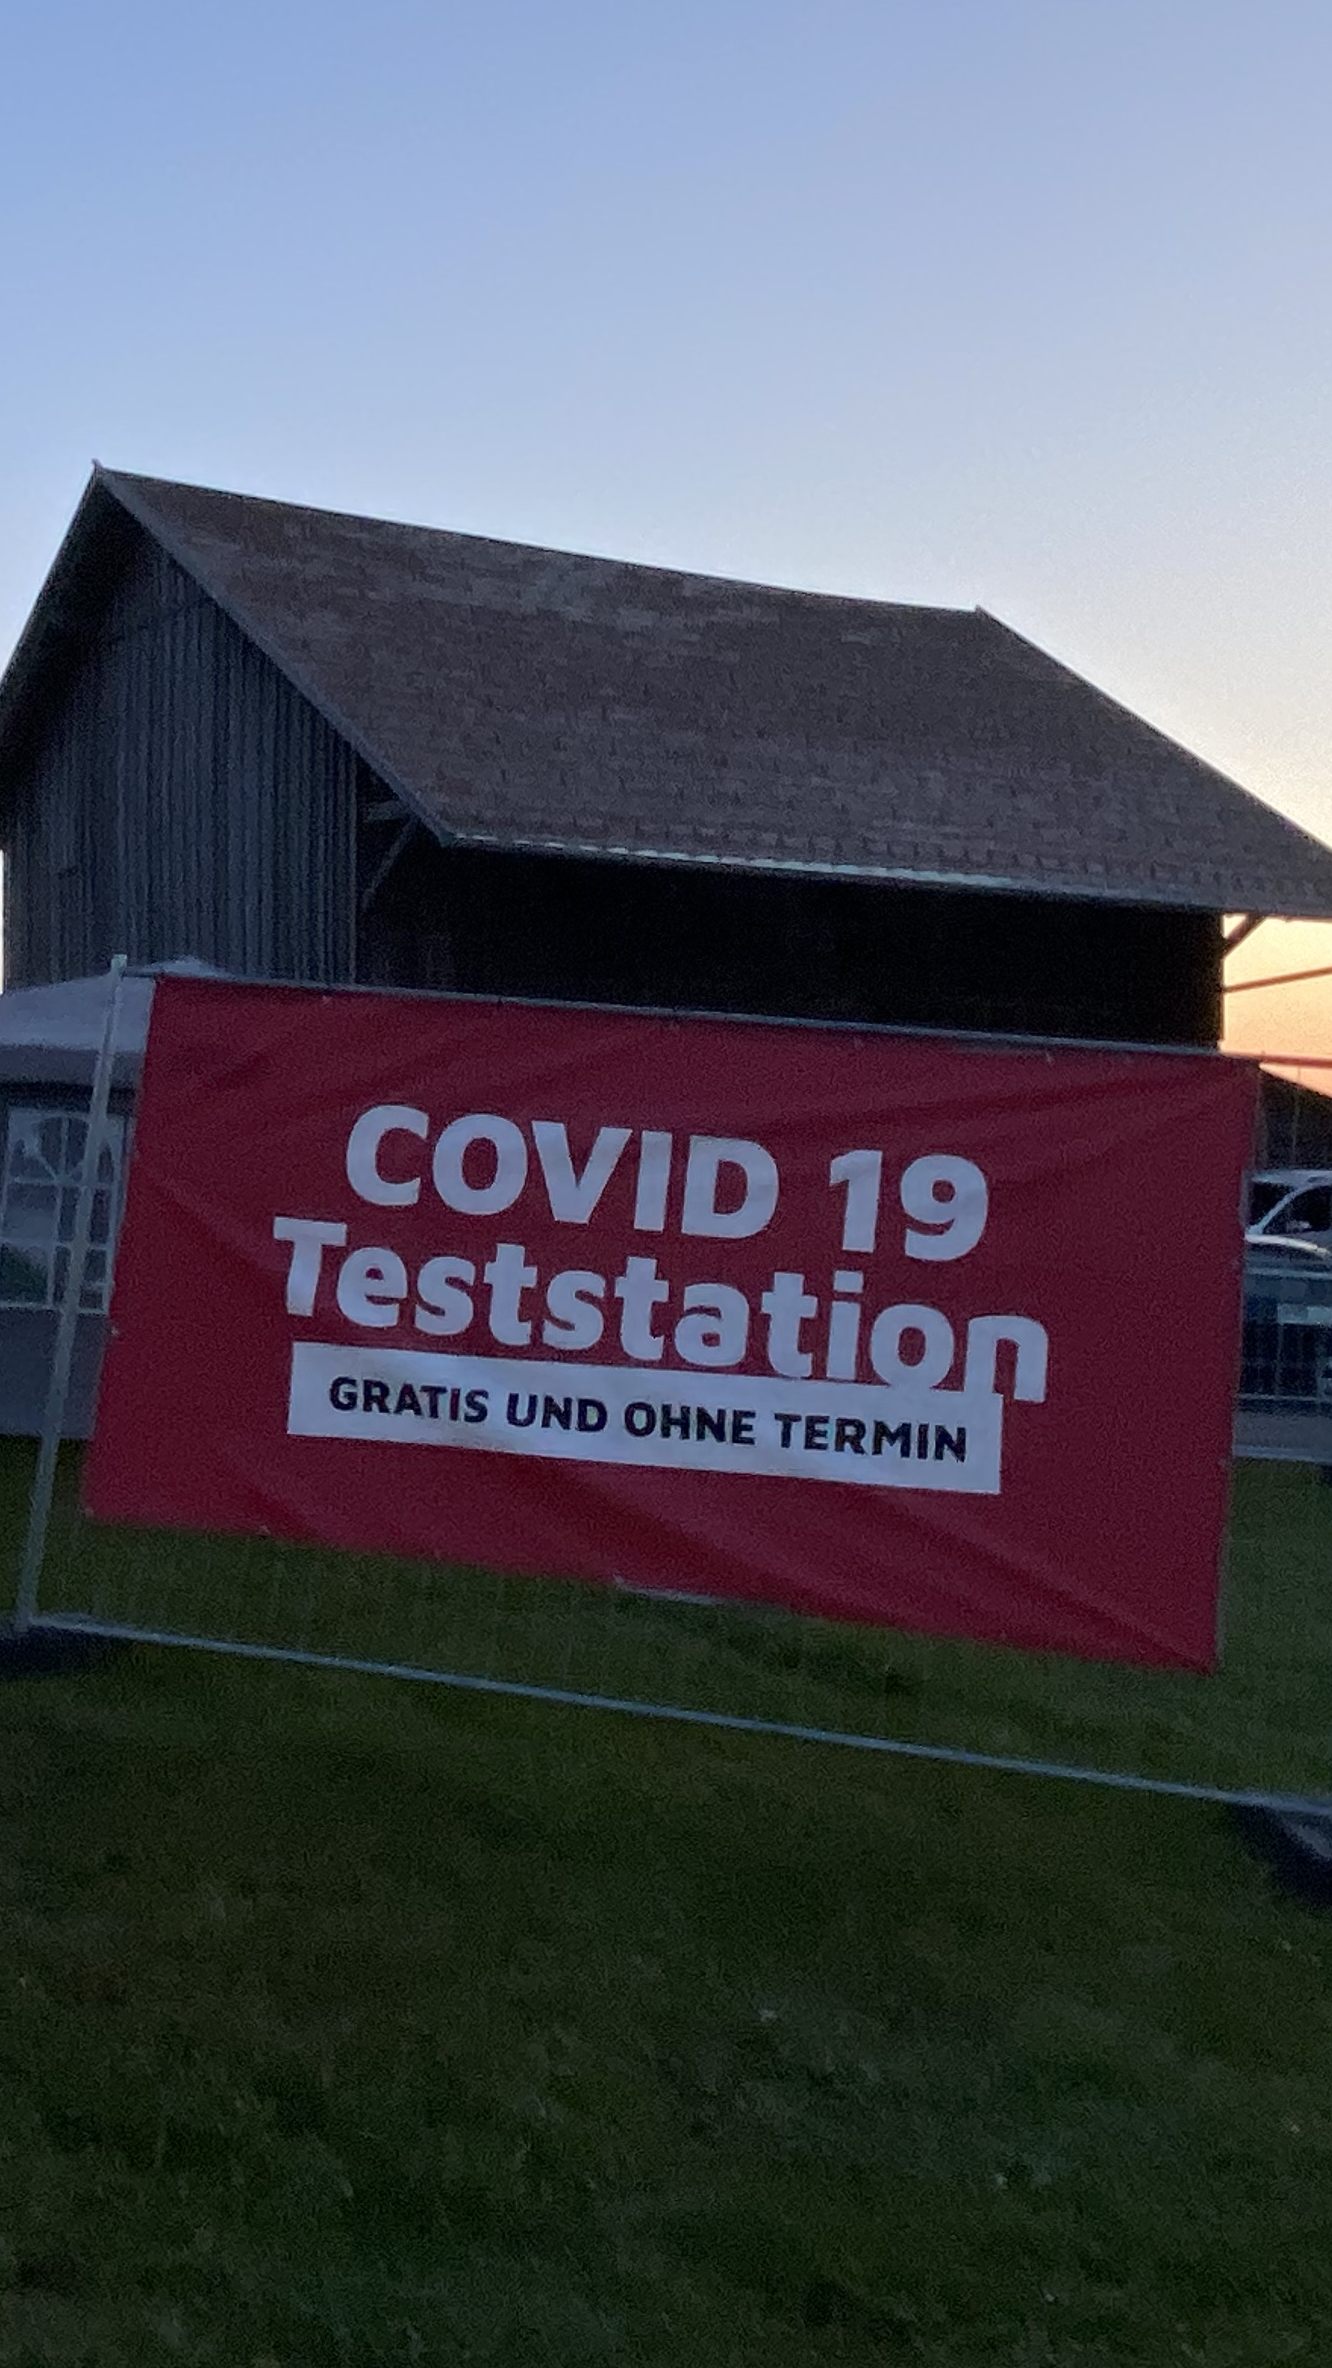 COVID 19
Teststation
GRATIS UND OHNE TERMIN